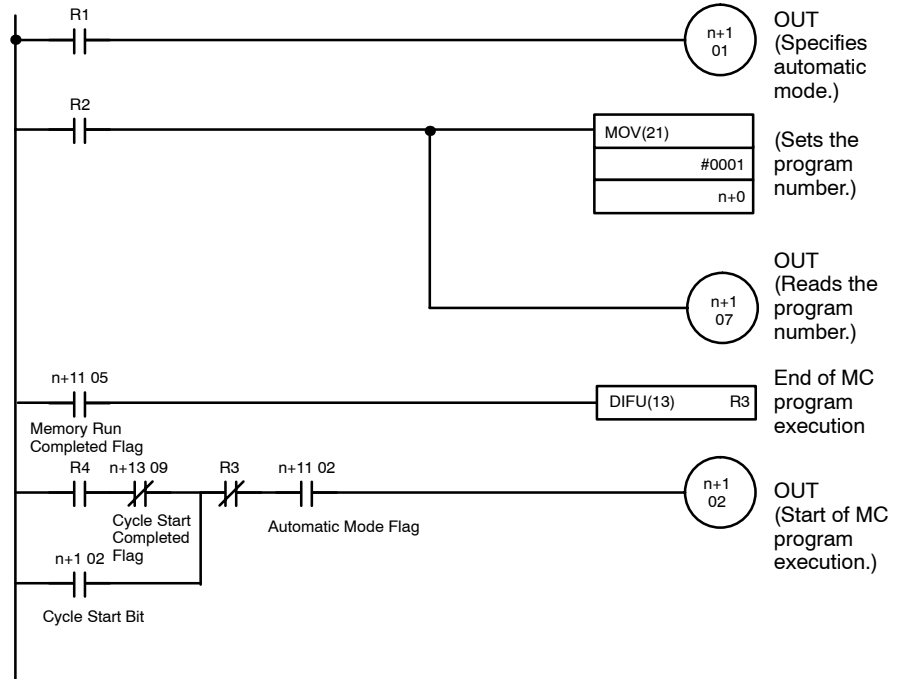 R1
n+1
01
OUT
(Specifies
automatic
mode.)
R2
MOV(21)
#0001
n+0
(Sets the
program
number.)
n+1
07
OUT
(Reads the
program
number.)
n+11 05
Memory Run
Completed Flag
DIFU(13) R3
End of MC
program
execution
R4 n+13 09 R3 n+11 02
Cycle Start
Completed
Flag
Automatic Mode Flag
n+1
02
OUT
(Start of MC
program
execution.)
n+1 02
Cycle Start Bit